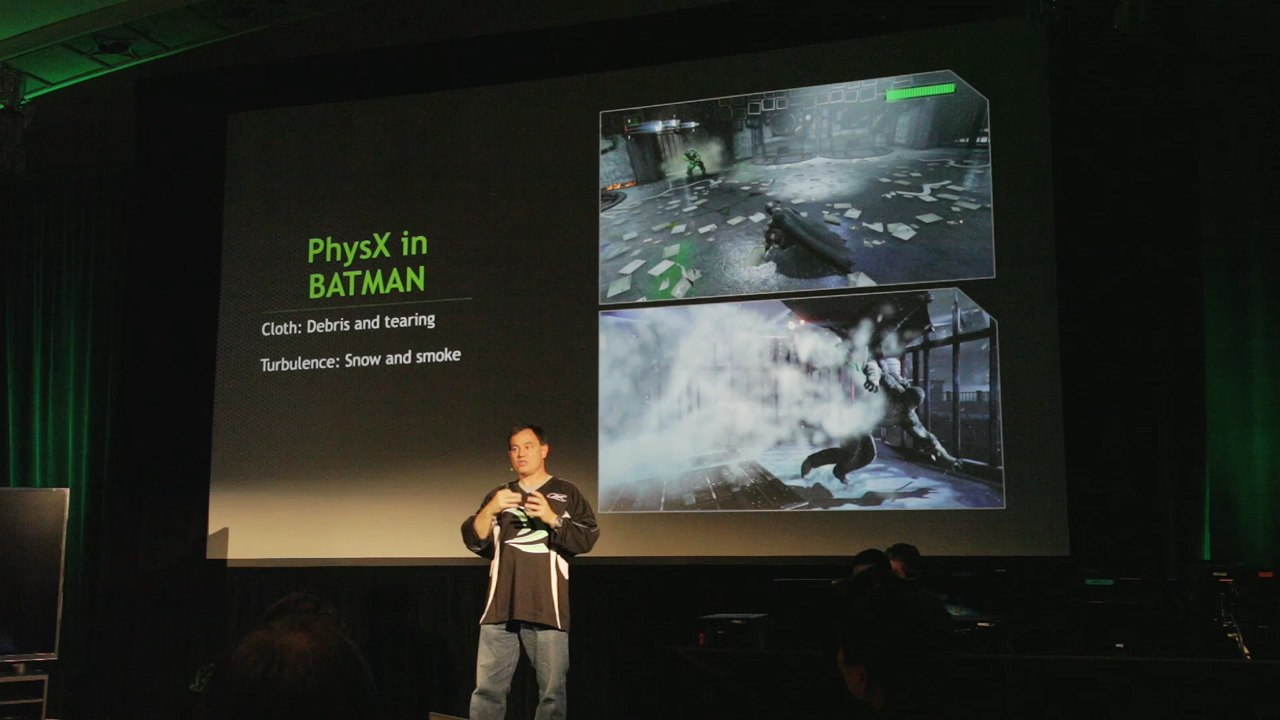 PhysX in
BATMAN
Cloth: Debris and tearing
Turbulence: Snow and smoke